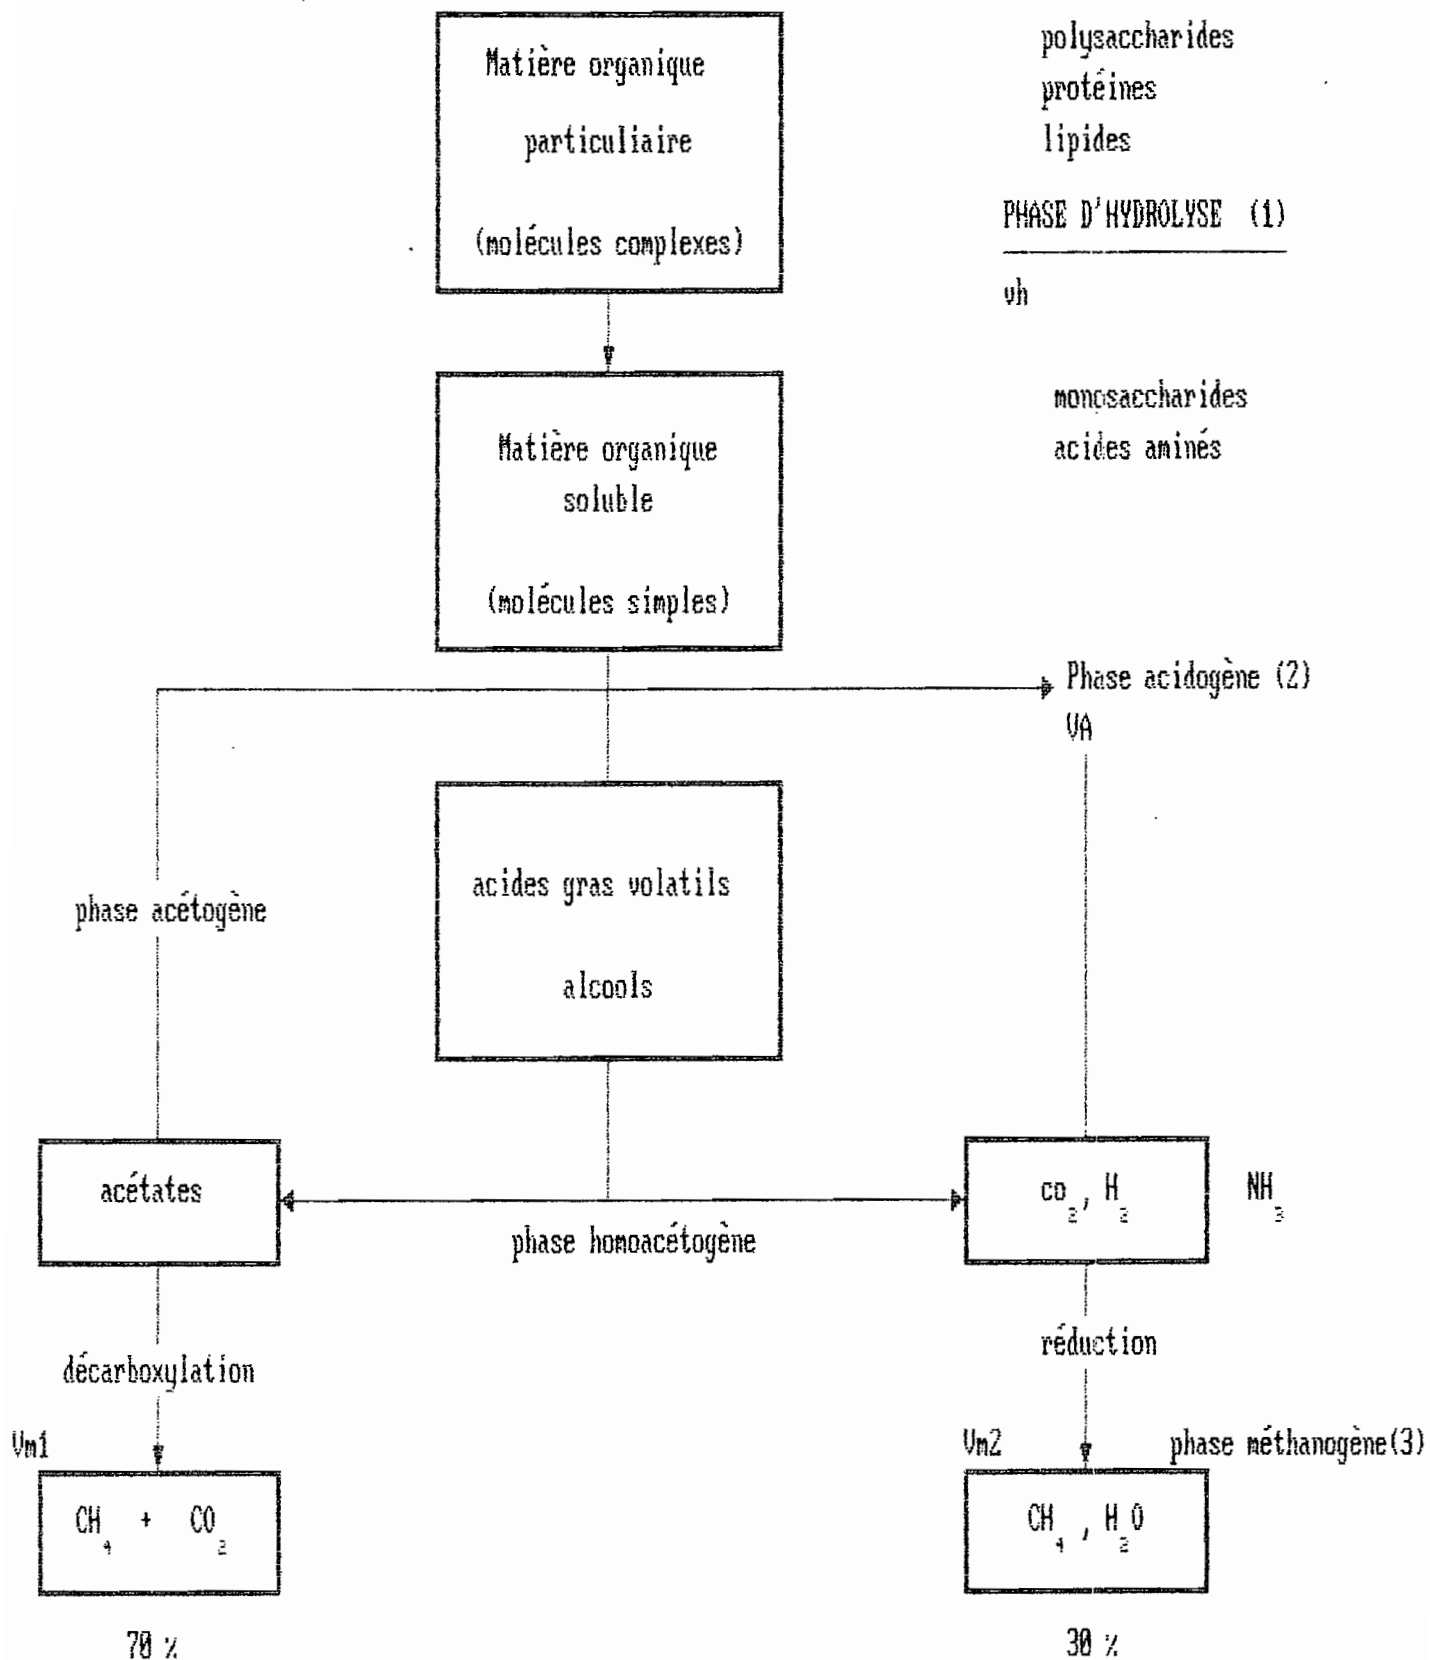 Matière organique
particuliaire
(molécules complexes)
polysaccharides
protéines
lipides
PHASE D'HYDROLYSE (1)
vh
Matière organique
soluble
(molécules simples)
monosaccharides
acides aminés
Phase acidogène (2)
VA
phase acétogène
acides gras volatils
alcools
acétates
phase homoacétogène
co₂, H₂
NH₃
décarboxylation
réduction
Vm1
Vm2
phase méthanogène(3)
CH₄ + CO₂
CH₄ , H₂O
70 %
30 %